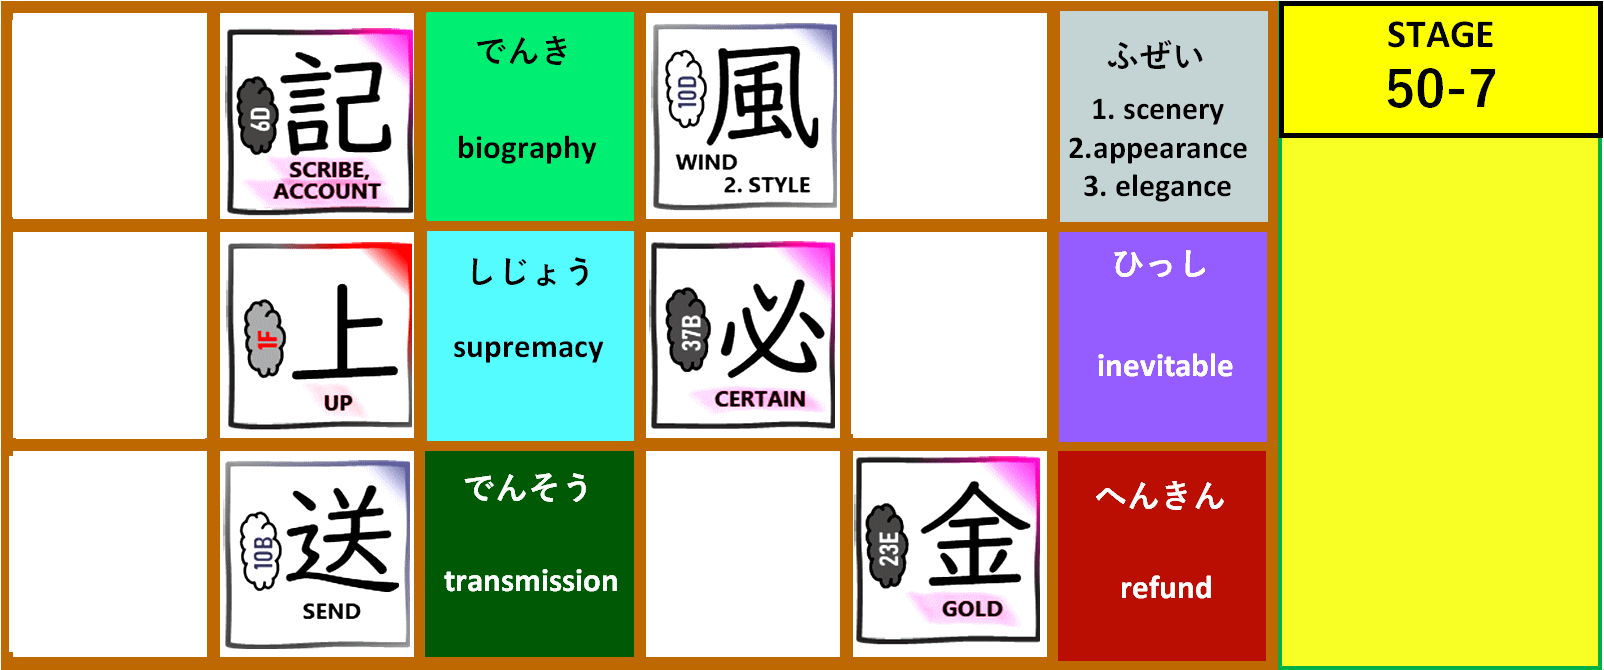 6D
記
SCRIBE,
ACCOUNT
でんき
biography
10D
風
WIND
2. STYLE
ふぜい
1. scenery
2.appearance
3. elegance
STAGE
50-7
1F
上
UP
しじょう
supremacy
37B
必
CERTAIN
ひっし
inevitable
10B
送
SEND
でんそう
transmission
23E
金
GOLD
へんきん
refund